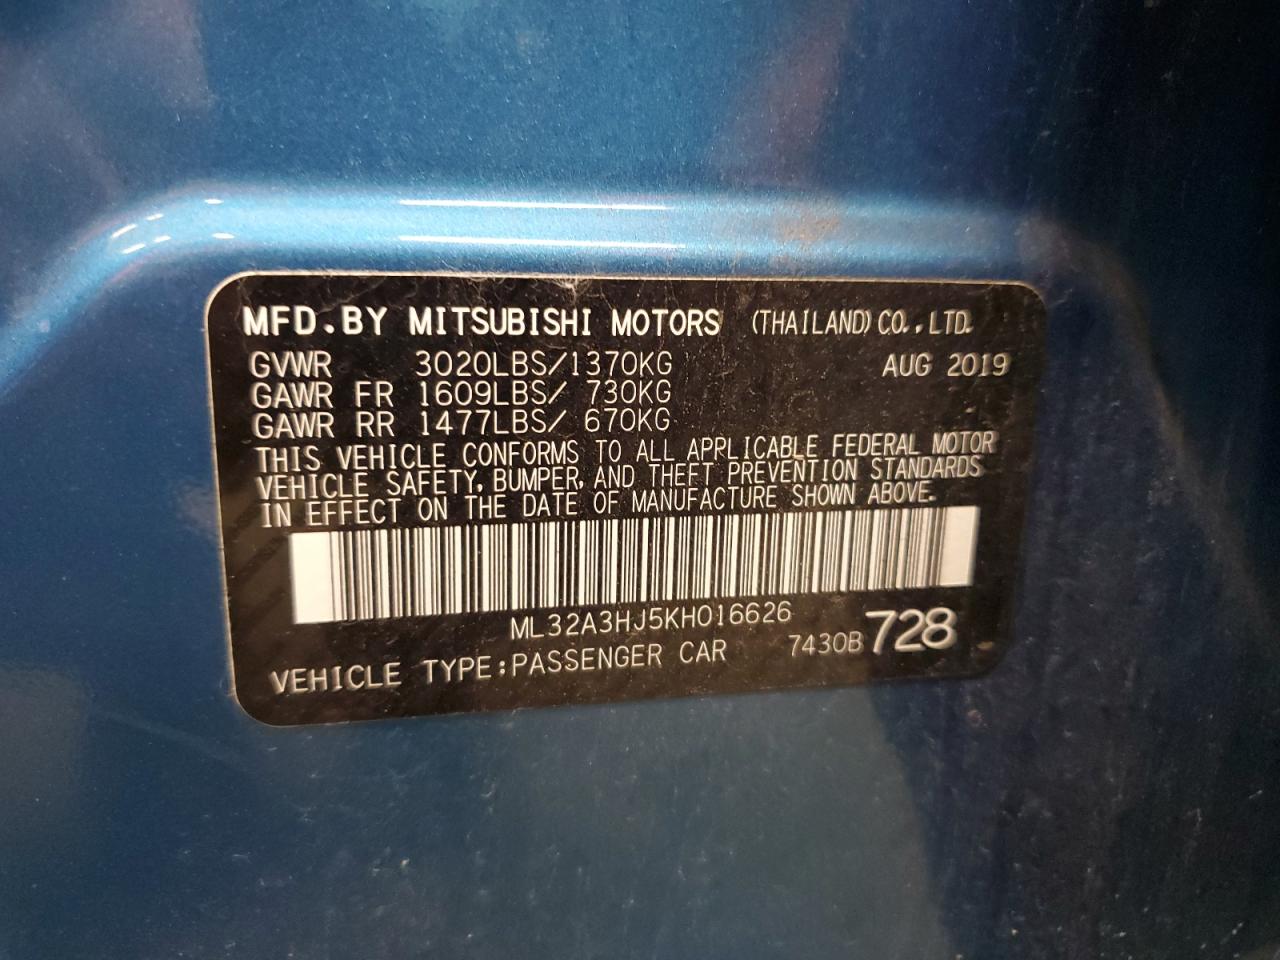 MFD.BY MITSUBISHI MOTORS (THAILAND) CO.,LTD.
GVWR 3020LBS/1370KG AUG 2019
GAWR FR 1609LBS/ 730KG
GAWR RR 1477LBS/ 670KG
THIS VEHICLE CONFORMS TO ALL APPLICABLE FEDERAL MOTOR
VEHICLE SAFETY, BUMPER, AND THEFT PREVENTION STANDARDS
IN EFFECT ON THE DATE OF MANUFACTURE SHOWN ABOVE.
ML32A3HJ5KH016626
VEHICLE TYPE:PASSENGER CAR 7430B 728